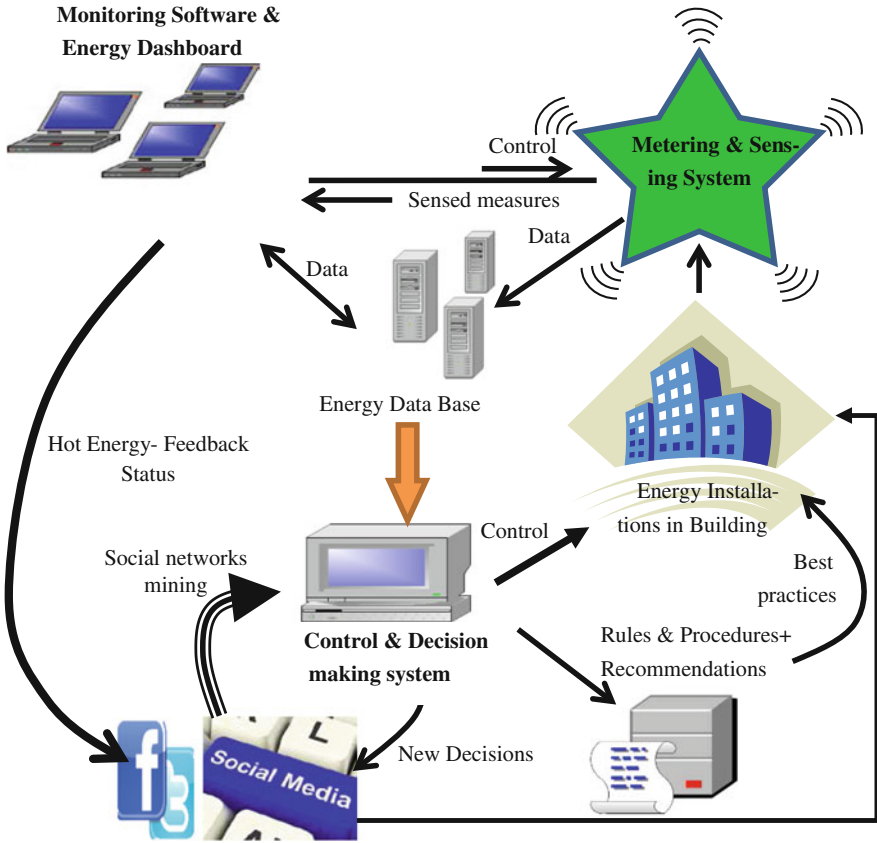 Monitoring Software &
Energy Dashboard
Control
Metering & Sens-
ing System
Sensed measures
Data
Data
Energy Data Base
Hot Energy- Feedback
Status
Energy Installa-
tions in Building
Control
Social networks
mining
Best
practices
Control & Decision
making system
Rules & Procedures+
Recommendations
New Decisions
L
Social Media
f
t